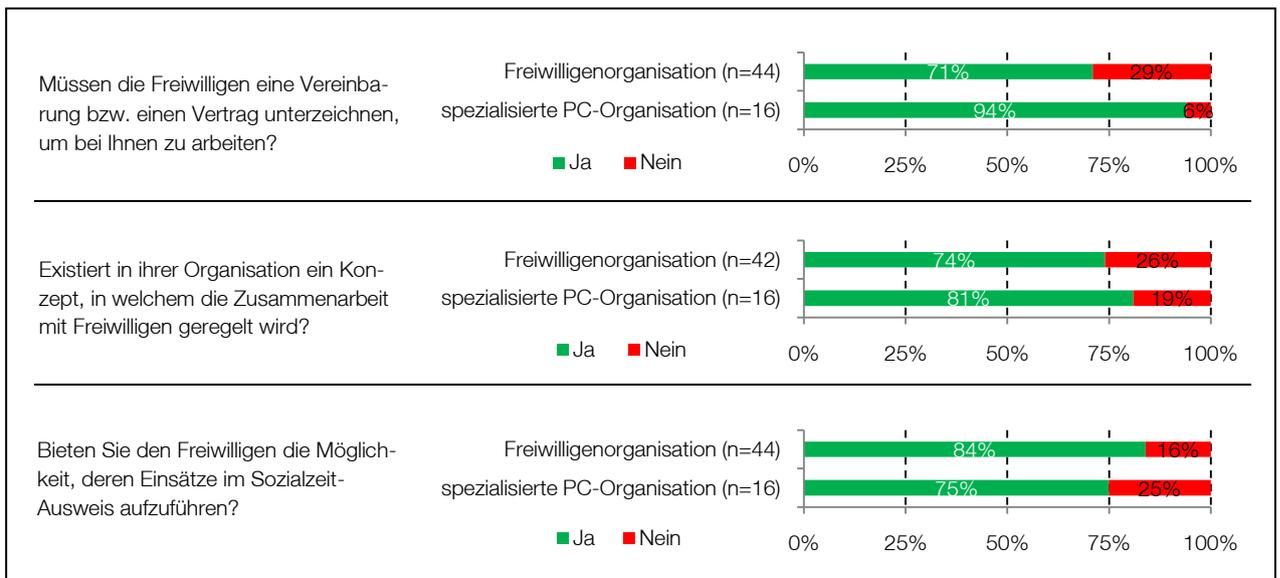 Müssen die Freiwilligen eine Vereinba-
rung bzw. einen Vertrag unterzeichnen,
um bei Ihnen zu arbeiten?
Freiwilligenorganisation (n=44)
71% 29%
spezialisierte PC-Organisation (n=16)
94% 6%
Ja Nein
0% 25% 50% 75% 100%
Existiert in ihrer Organisation ein Kon-
zept, in welchem die Zusammenarbeit
mit Freiwilligen geregelt wird?
Freiwilligenorganisation (n=42)
74% 26%
spezialisierte PC-Organisation (n=16)
81% 19%
Ja Nein
0% 25% 50% 75% 100%
Bieten Sie den Freiwilligen die Möglich-
keit, deren Einsätze im Sozialzeit-
Ausweis aufzuführen?
Freiwilligenorganisation (n=44)
84% 16%
spezialisierte PC-Organisation (n=16)
75% 25%
Ja Nein
0% 25% 50% 75% 100%